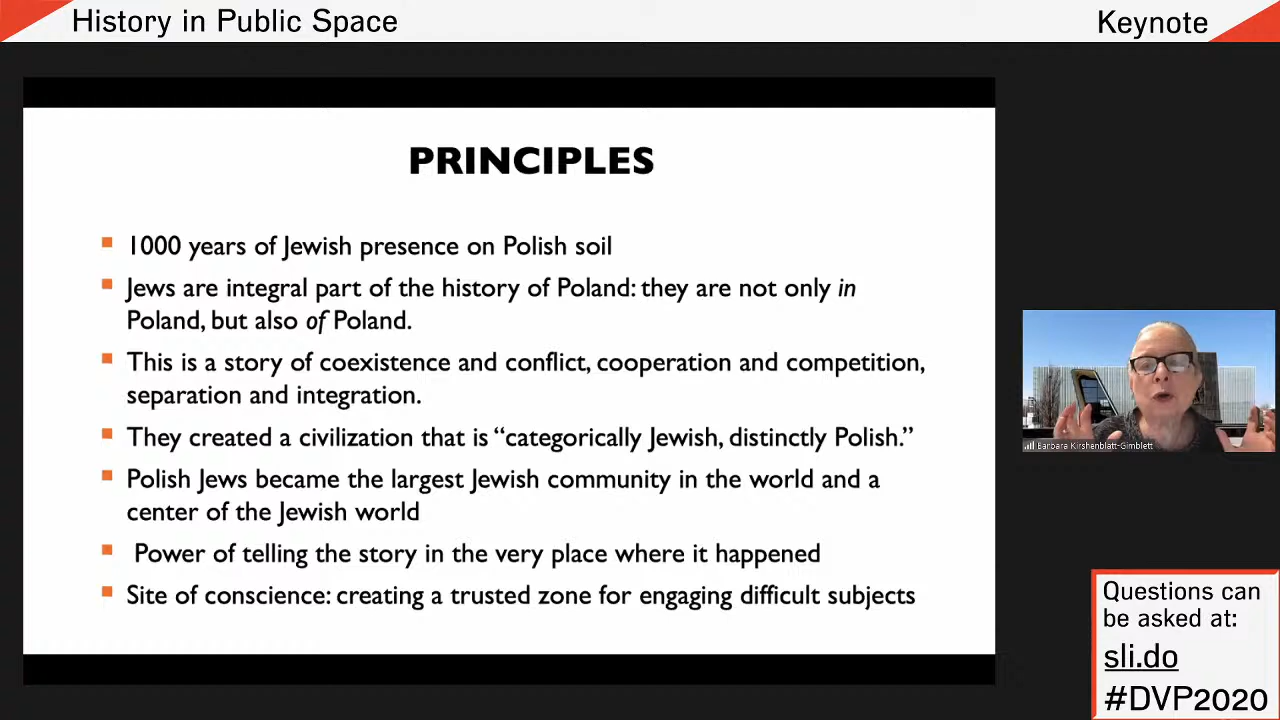 History in Public Space
Keynote
PRINCIPLES
1000 years of Jewish presence on Polish soil
Jews are integral part of the history of Poland: they are not only in
Poland, but also of Poland.
This is a story of coexistence and conflict, cooperation and competition,
separation and integration.
They created a civilization that is “categorically Jewish, distinctly Polish.”
Polish Jews became the largest Jewish community in the world and a
center of the Jewish world
Power of telling the story in the very place where it happened
Site of conscience: creating a trusted zone for engaging difficult subjects
Barbara Kirshenblatt-Gimblett
Questions can
be asked at:
sli.do
#DVP2020